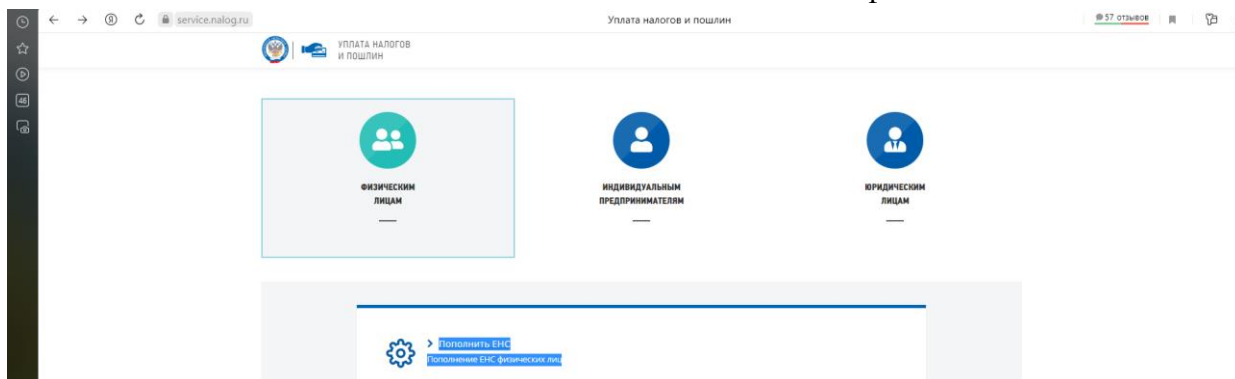 service.nalog.ru
Уплата налогов и пошлин
57 отзывов
УПЛАТА НАЛОГОВ
И ПОШЛИН
46
ФИЗИЧЕСКИМ
ЛИЦАМ
ИНДИВИДУАЛЬНЫМ
ПРЕДПРИНИМАТЕЛЯМ
ЮРИДИЧЕСКИМ
ЛИЦАМ
Пополнить ЕНС
Пополнение ЕНС физических лиц